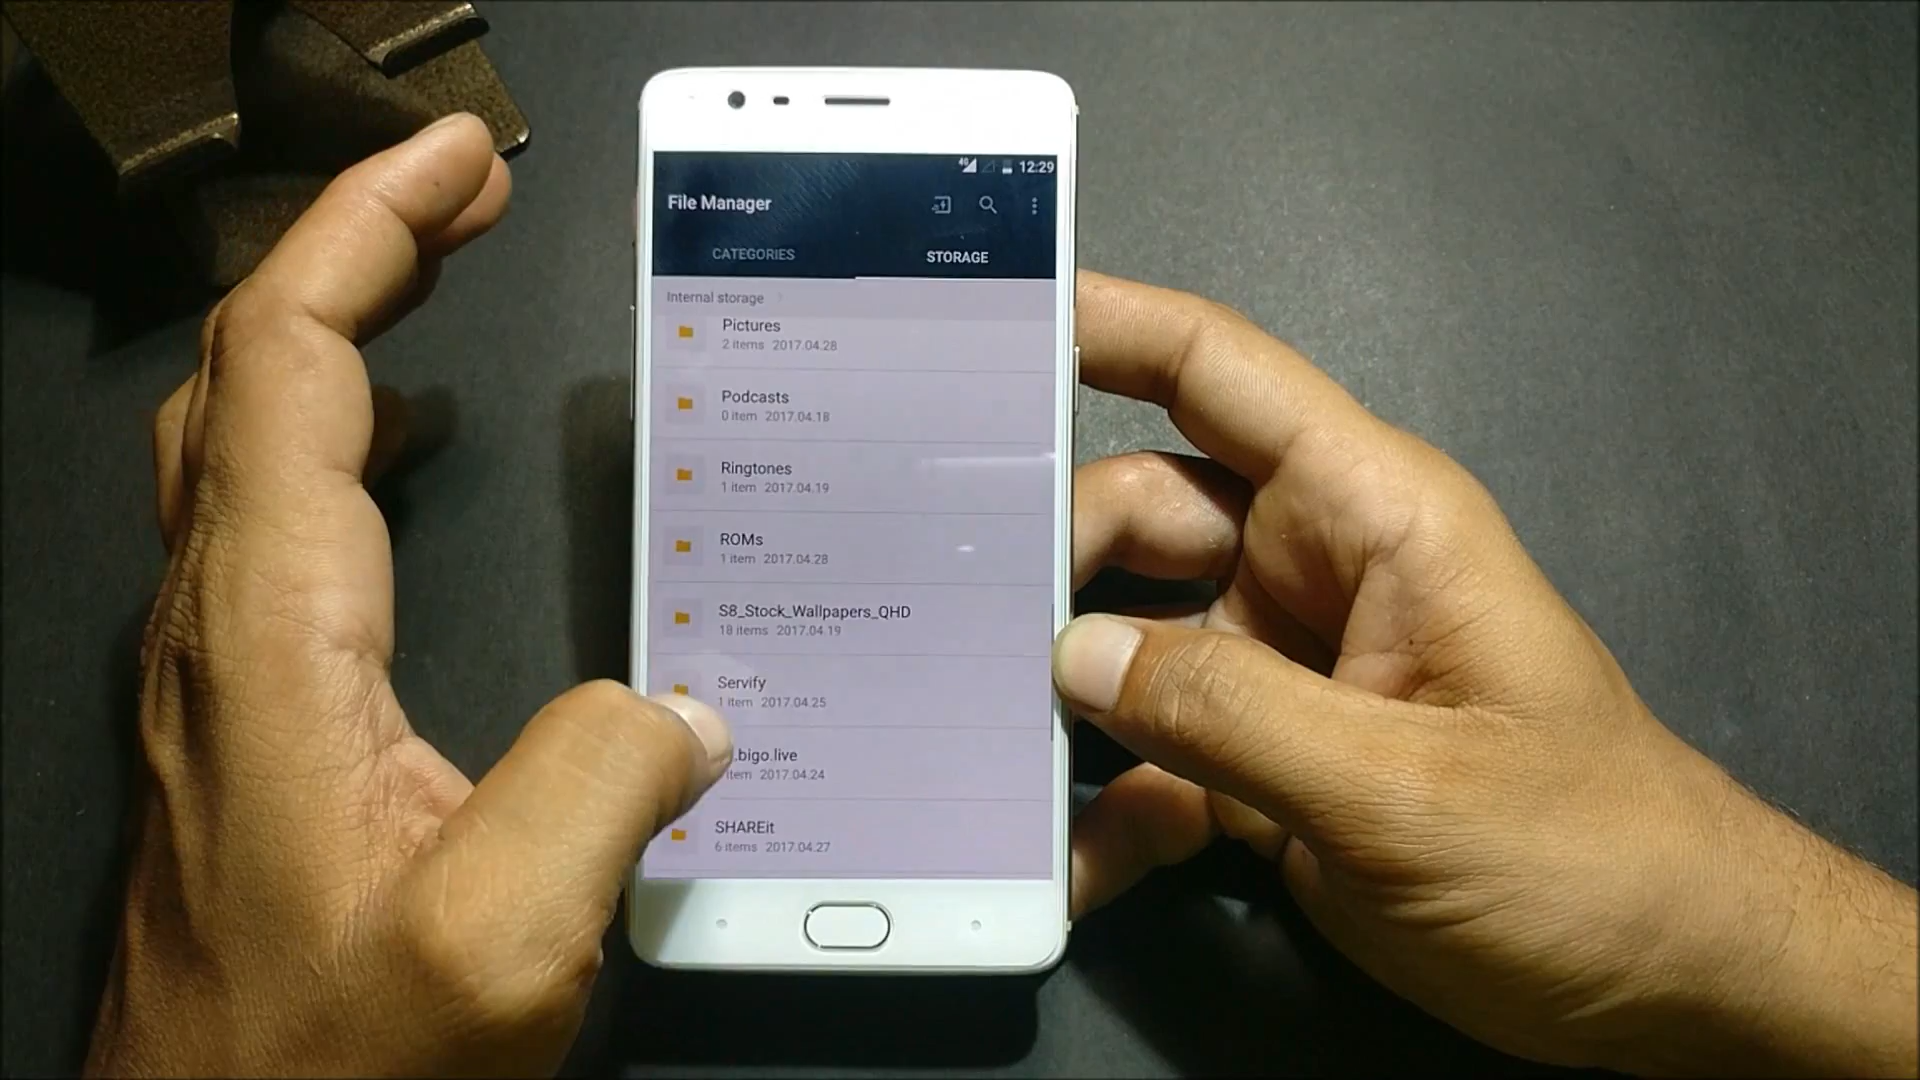 4G 12:29
File Manager
CATEGORIES STORAGE
Internal storage
Pictures
2 items 2017.04.28
Podcasts
0 item 2017.04.18
Ringtones
1 item 2017.04.19
ROMs
1 item 2017.04.28
S8_Stock_Wallpapers_QHD
18 items 2017.04.19
Servify
1 item 2017.04.25
.bigo.live
item 2017.04.24
SHAREit
6 items 2017.04.27